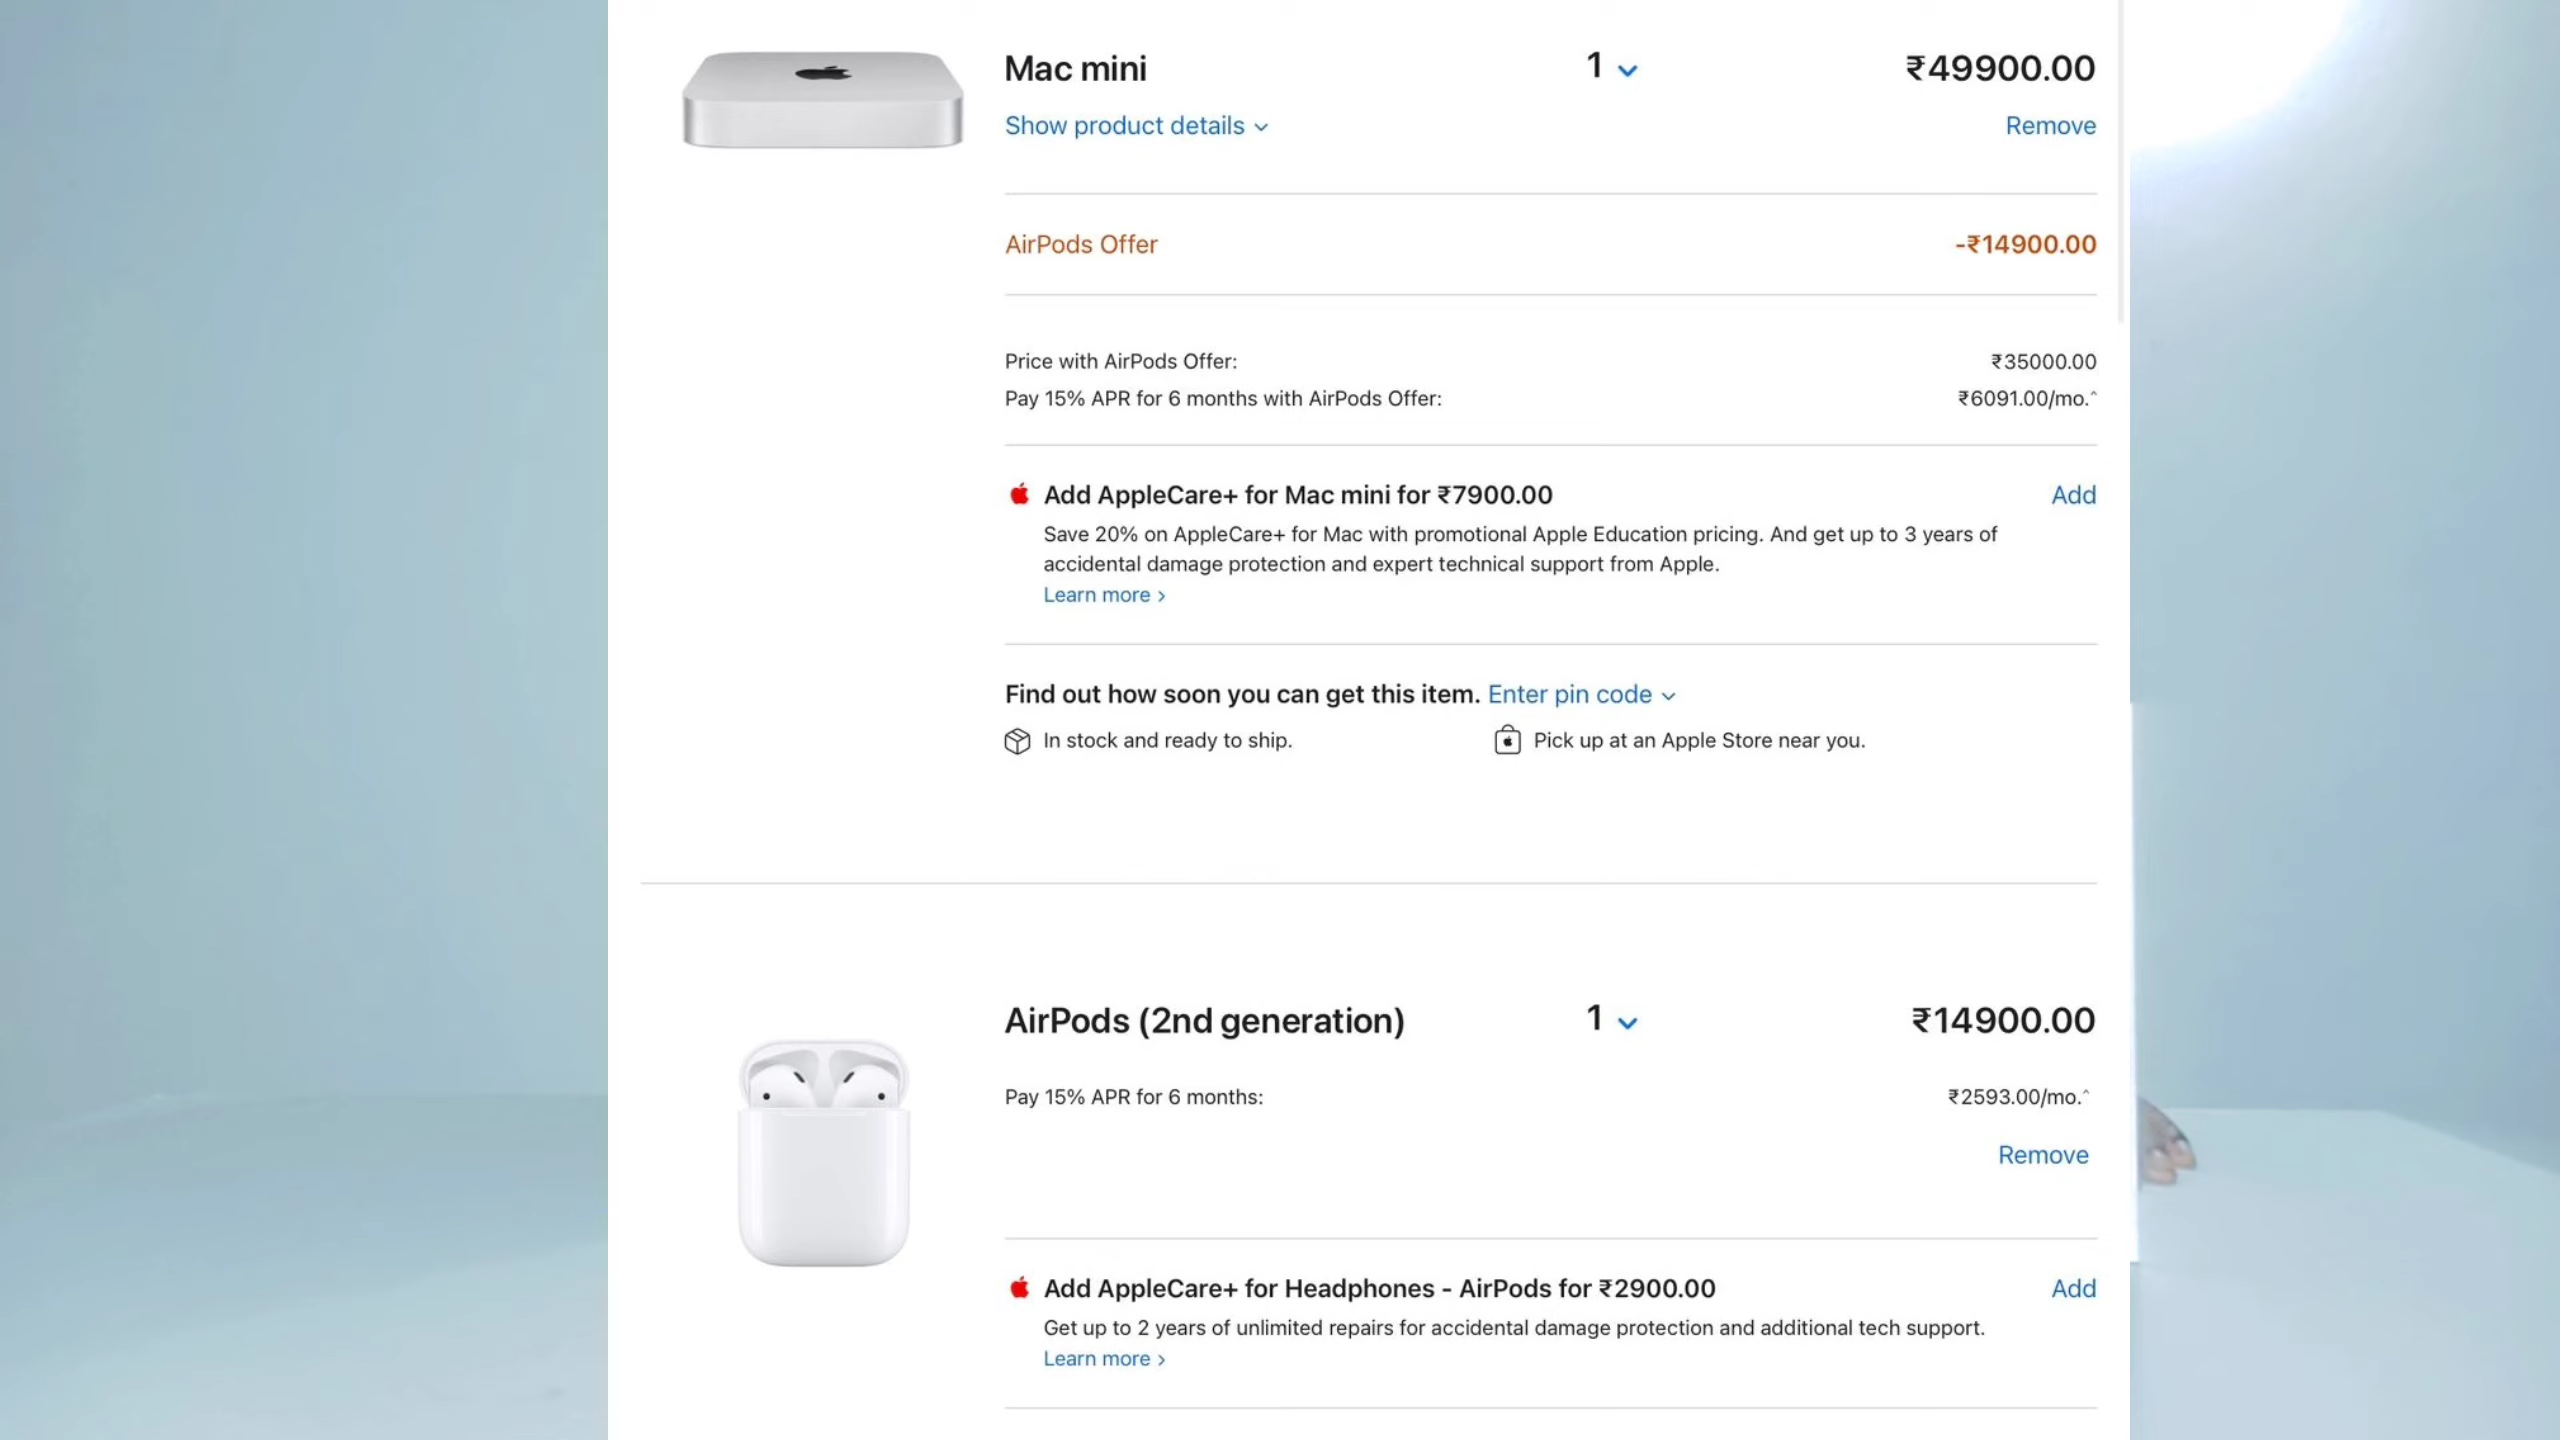 Mac mini 1 ₹49900.00
Show product details Remove
AirPods Offer -₹14900.00
Price with AirPods Offer: ₹35000.00
Pay 15% APR for 6 months with AirPods Offer: ₹6091.00/mo.^
Add AppleCare+ for Mac mini for ₹7900.00 Add
Save 20% on AppleCare+ for Mac with promotional Apple Education pricing. And get up to 3 years of
accidental damage protection and expert technical support from Apple.
Learn more >
Find out how soon you can get this item. Enter pin code
In stock and ready to ship. Pick up at an Apple Store near you.
AirPods (2nd generation) 1 ₹14900.00
Pay 15% APR for 6 months: ₹2593.00/mo.^
Remove
Add AppleCare+ for Headphones - AirPods for ₹2900.00 Add
Get up to 2 years of unlimited repairs for accidental damage protection and additional tech support.
Learn more >